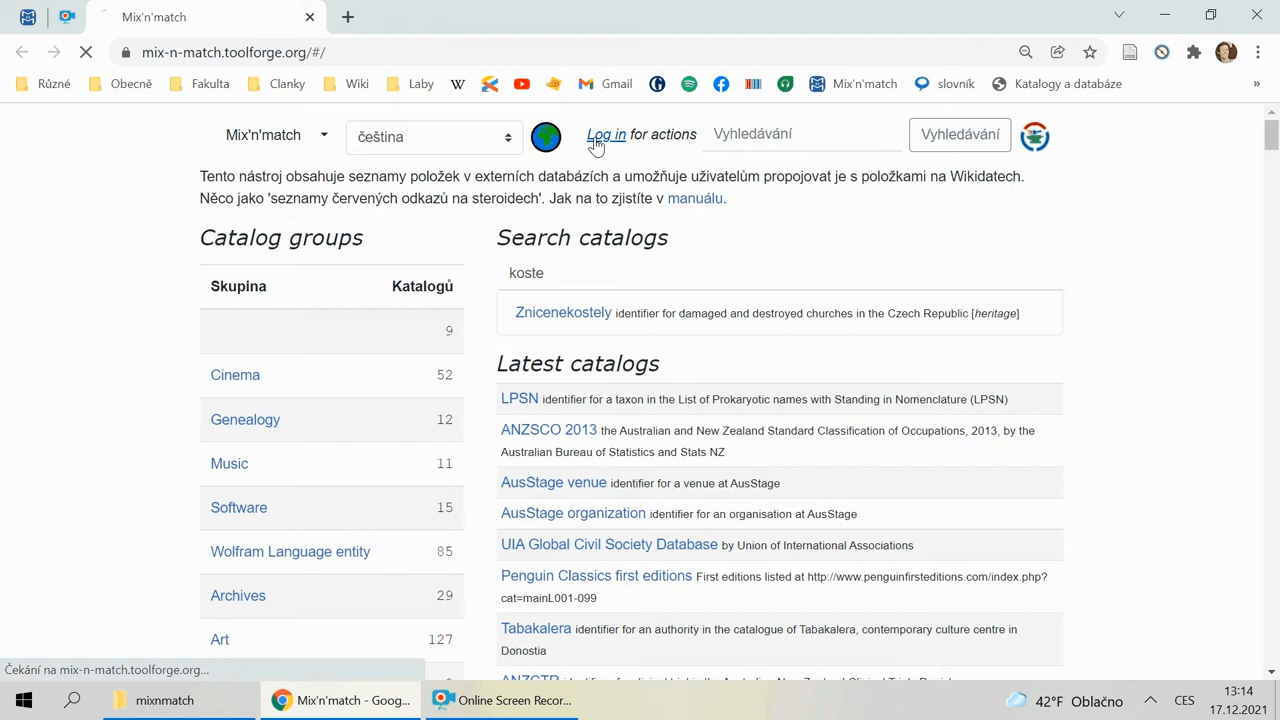 Mix'n'match
mix-n-match.toolforge.org/#/
Různé Obecně Fakulta Clanky Wiki Laby Gmail Mix'n'match slovník Katalogy a databáze »
Mix'n'match čeština Log in for actions Vyhledávání Vyhledávání
Tento nástroj obsahuje seznamy položek v externích databázích a umožňuje uživatelům propojovat je s položkami na Wikidatech.
Něco jako 'seznamy červených odkazů na steroidech'. Jak na to zjistíte v manuálu.
Catalog groups
Skupina Katalogů
9
Cinema 52
Genealogy 12
Music 11
Software 15
Wolfram Language entity 85
Archives 29
Art 127
Search catalogs
koste
Znicenekostely identifier for damaged and destroyed churches in the Czech Republic [heritage]
Latest catalogs
LPSN identifier for a taxon in the List of Prokaryotic names with Standing in Nomenclature (LPSN)
ANZSCO 2013 the Australian and New Zealand Standard Classification of Occupations, 2013, by the
Australian Bureau of Statistics and Stats NZ
AusStage venue identifier for a venue at AusStage
AusStage organization identifier for an organisation at AusStage
UIA Global Civil Society Database by Union of International Associations
Penguin Classics first editions First editions listed at http://www.penguinfirsteditions.com/index.php?
cat=mainL001-099
Tabakalera identifier for an authority in the catalogue of Tabakalera, contemporary culture centre in
Donostia
Čekání na mix-n-match.toolforge.org...
mixnmatch Mix'n'match - Goog... Online Screen Recor... 42°F Oblačno CES 13:14
17.12.2021